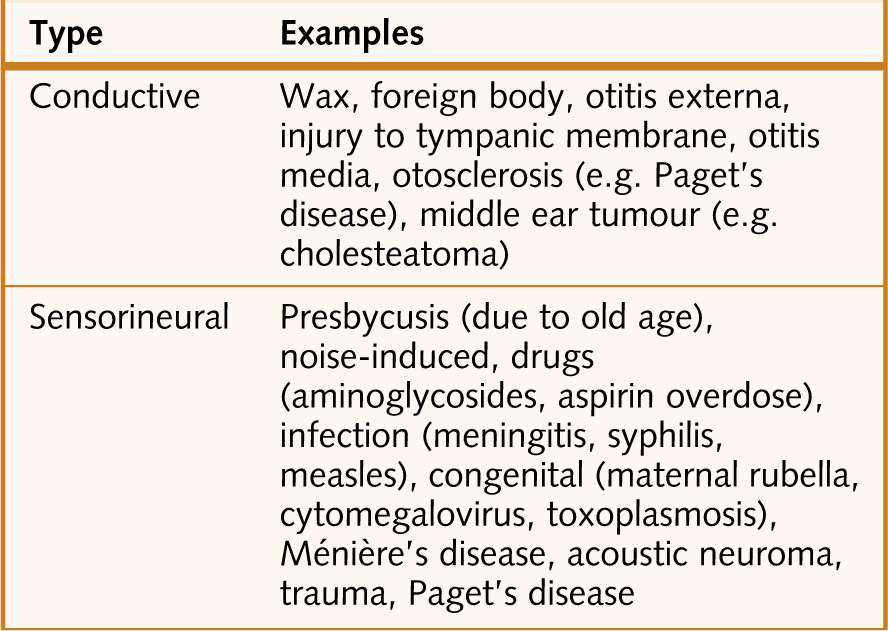 Type Examples
Conductive Wax, foreign body, otitis externa,
injury to tympanic membrane, otitis
media, otosclerosis (e.g. Paget’s
disease), middle ear tumour (e.g.
cholesteatoma)
Sensorineural Presbycusis (due to old age),
noise-induced, drugs
(aminoglycosides, aspirin overdose),
infection (meningitis, syphilis,
measles), congenital (maternal rubella,
cytomegalovirus, toxoplasmosis),
Ménière’s disease, acoustic neuroma,
trauma, Paget’s disease